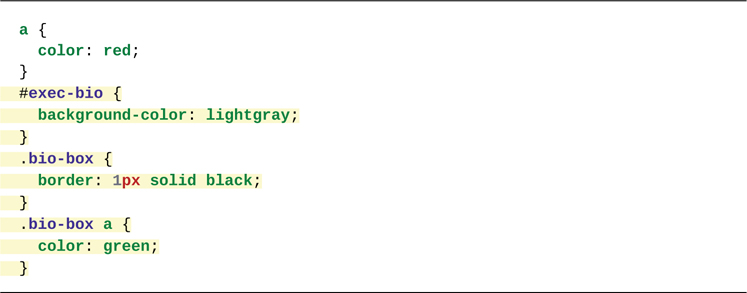 a {
  color: red;
}
#exec-bio {
  background-color: lightgray;
}
.bio-box {
  border: 1px solid black;
}
.bio-box a {
  color: green;
}